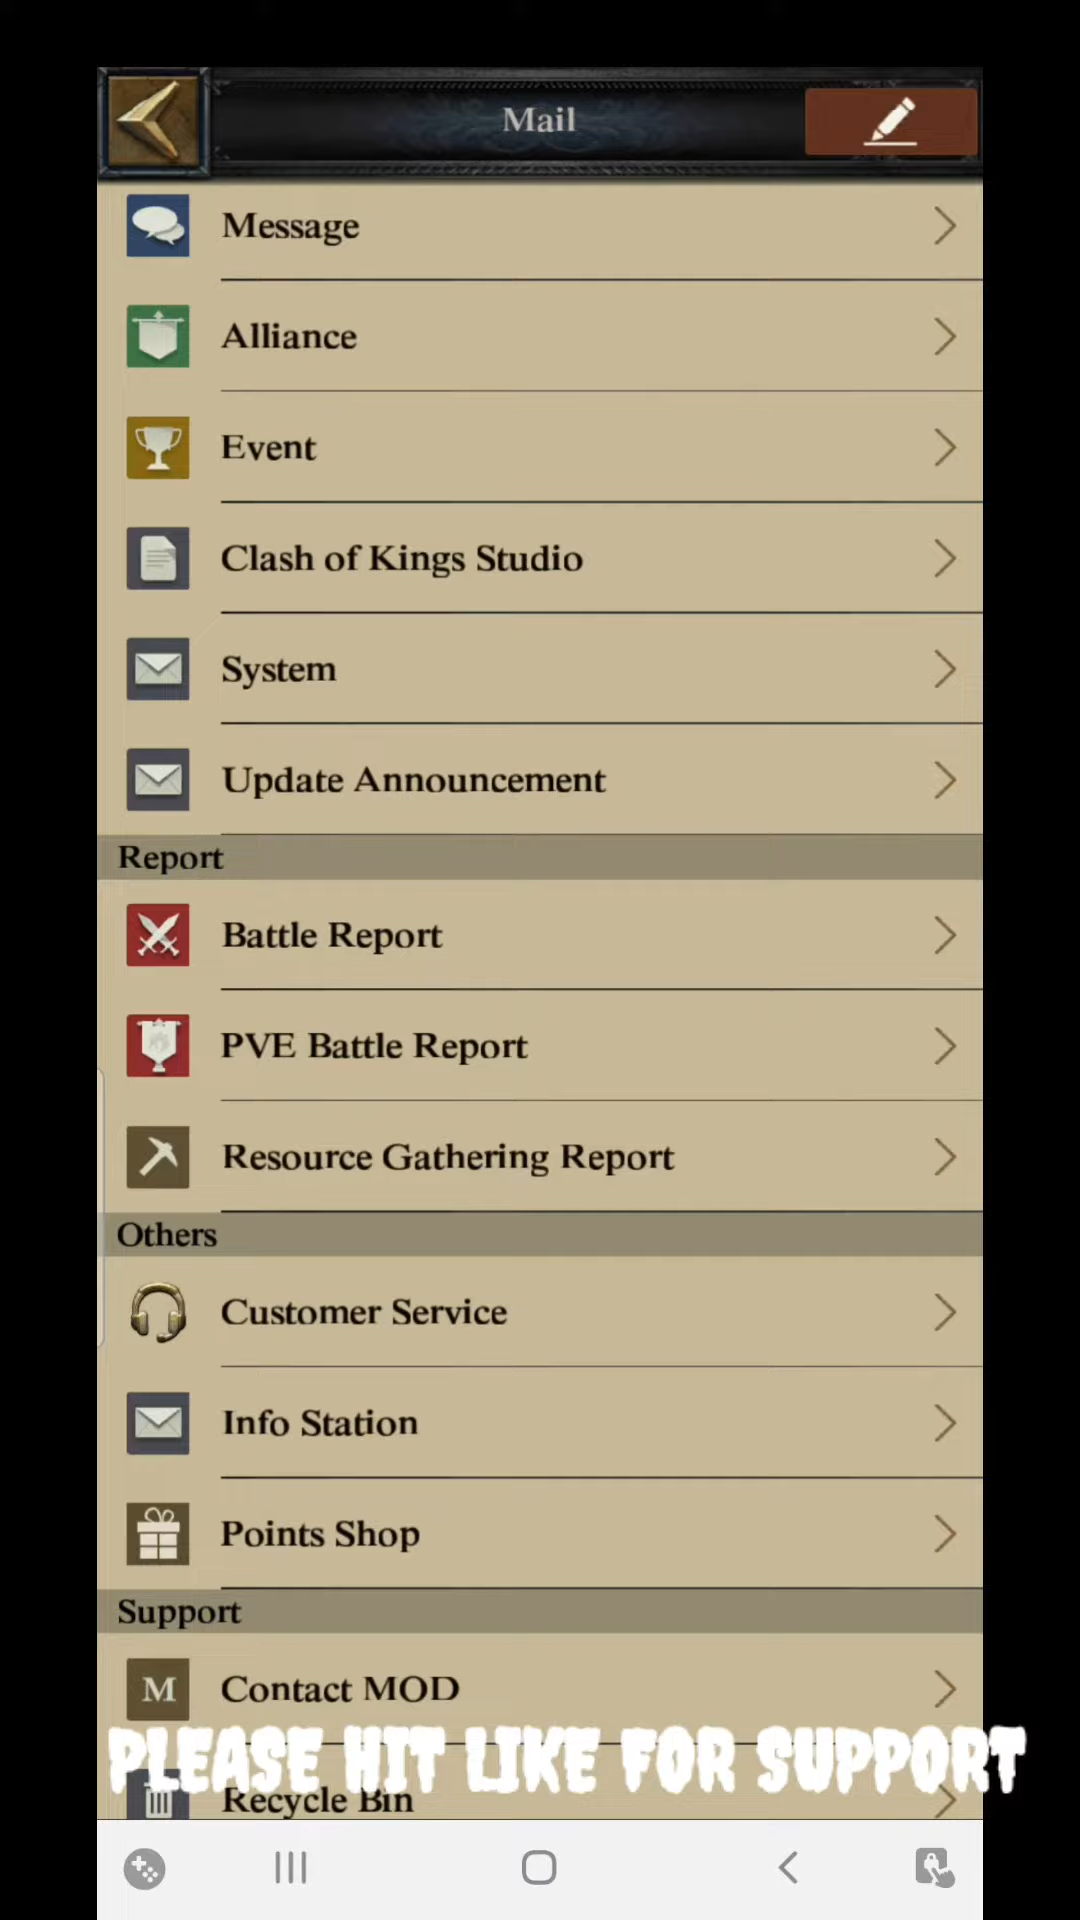 Mail
Message
Alliance
Event
Clash of Kings Studio
System
Update Announcement
Report
Battle Report
PVE Battle Report
Resource Gathering Report
Others
Customer Service
Info Station
Points Shop
Support
M Contact MOD
PLEASE HIT LIKE FOR SUPPORT
Recycle Bin